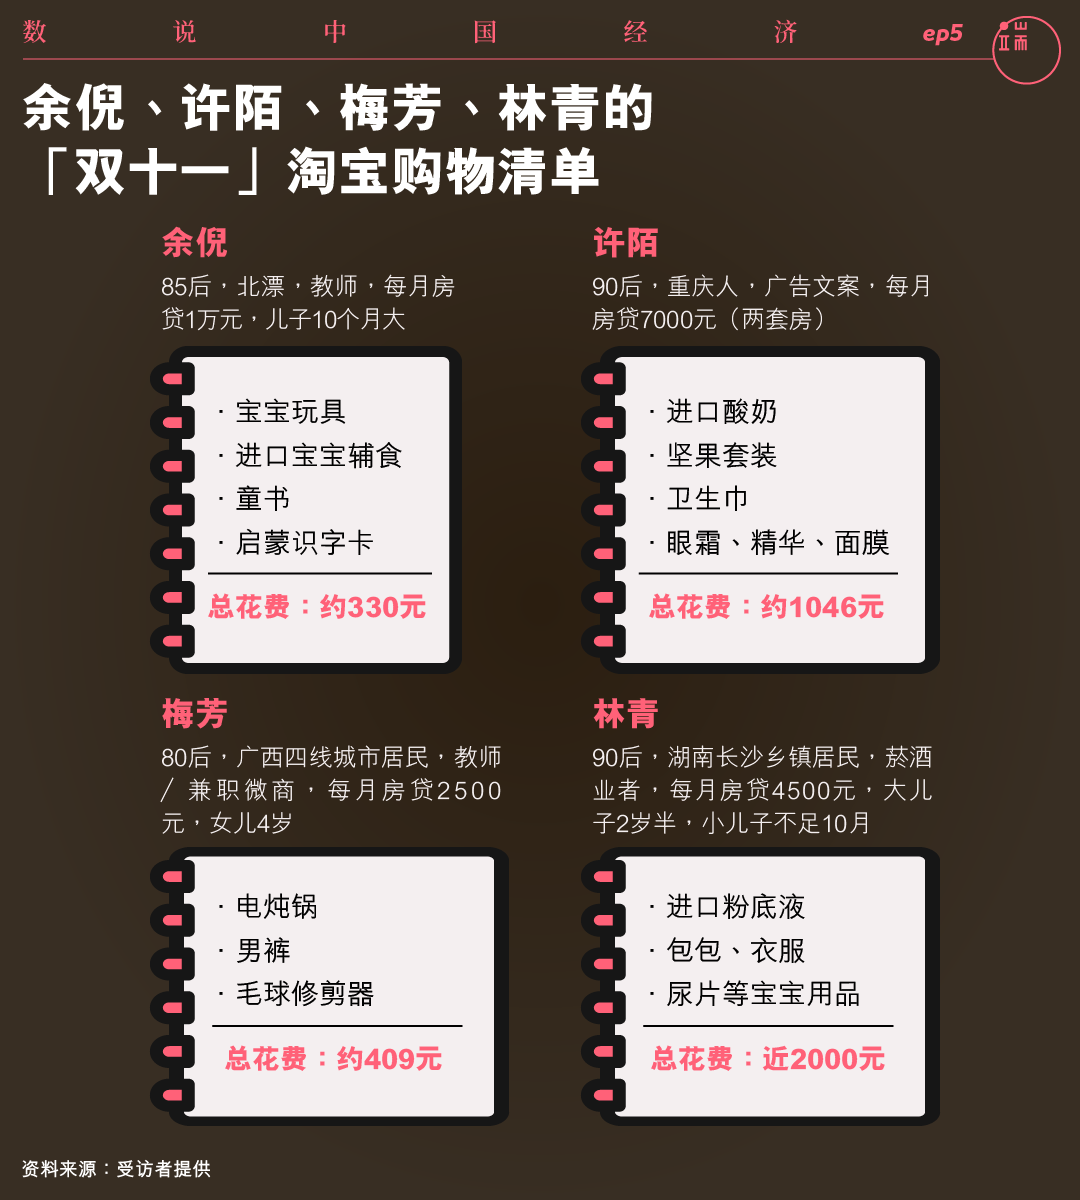 数说中国经济 ep5 端
余倪、许陌、梅芳、林青的
「双十一」淘宝购物清单
余倪
85后，北漂，教师，每月房
贷1万元，儿子10个月大
· 宝宝玩具
· 进口宝宝辅食
· 童书
· 启蒙识字卡
总花费：约330元
许陌
90后，重庆人，广告文案，每月
房贷7000元（两套房）
· 进口酸奶
· 坚果套装
· 卫生巾
· 眼霜、精华、面膜
总花费：约1046元
梅芳
80后，广西四线城市居民，教师
/ 兼职微商，每月房贷2500
元，女儿4岁
· 电炖锅
· 男裤
· 毛球修剪器
总花费：约409元
林青
90后，湖南长沙乡镇居民，菸酒
业者，每月房贷4500元，大儿
子2岁半，小儿子不足10月
· 进口粉底液
· 包包、衣服
· 尿片等宝宝用品
总花费：近2000元
资料来源：受访者提供